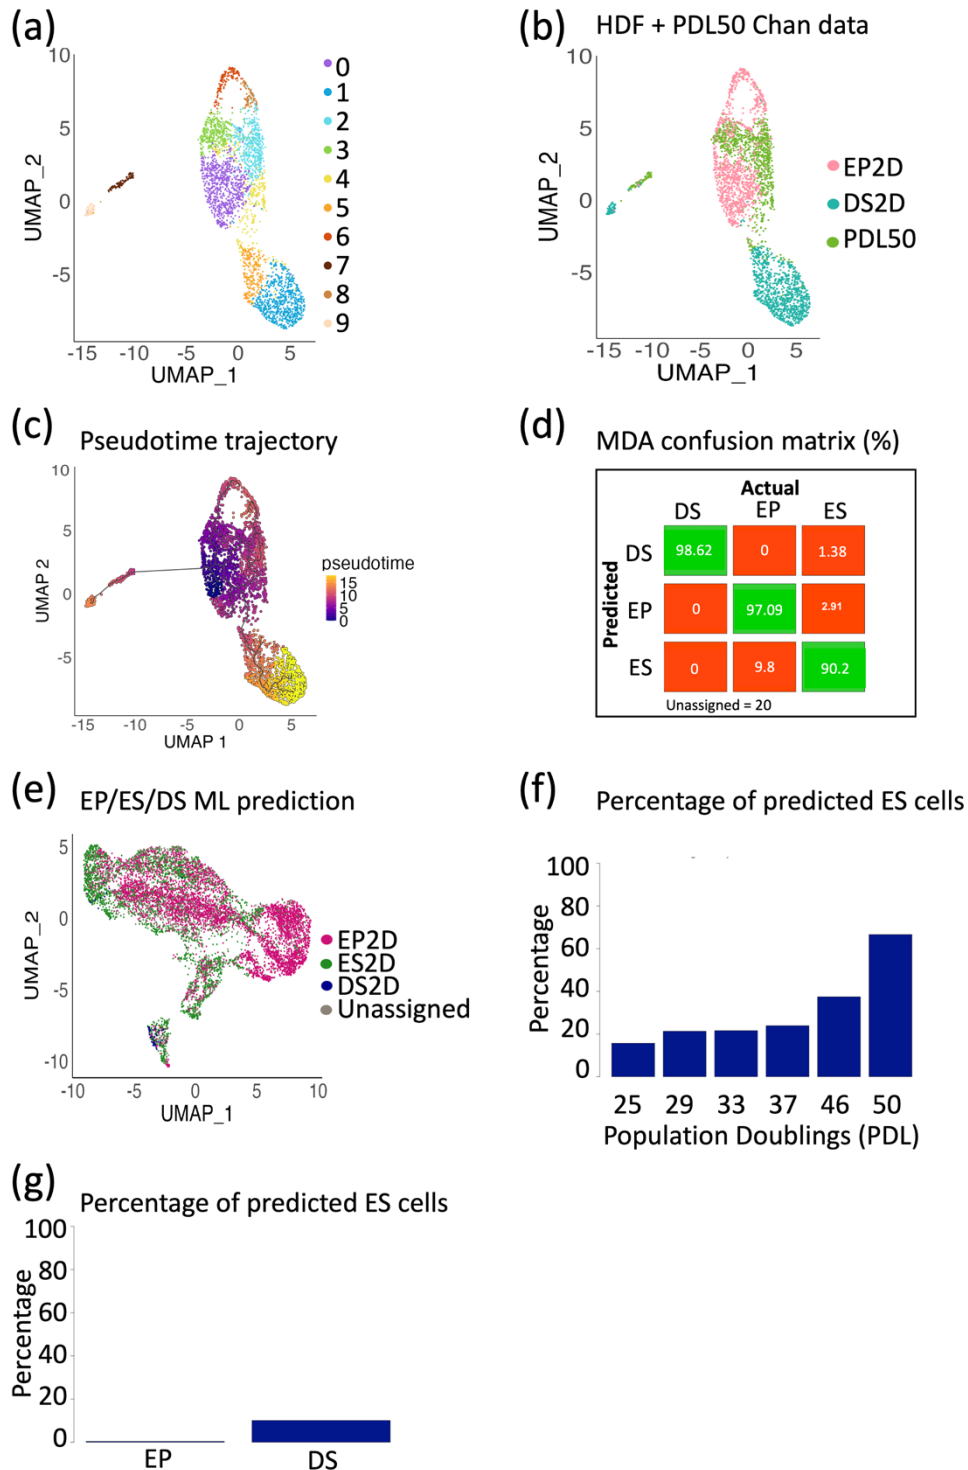 (a)
10
5
0
-5
UMAP_2
-15 -10 -5 0 5
UMAP_1
0
1
2
3
4
5
6
7
8
9
(b) HDF + PDL50 Chan data
10
5
0
-5
UMAP_2
-15 -10 -5 0 5
UMAP_1
EP2D
DS2D
PDL50
(c) Pseudotime trajectory
10
5
0
-5
UMAP 2
-15 -10 -5 0 5
UMAP 1
pseudotime
15
10
5
0
(d) MDA confusion matrix (%)
Actual
DS EP ES
Predicted
DS 98.62 0 1.38
EP 0 97.09 2.91
ES 0 9.8 90.2
Unassigned = 20
(e) EP/ES/DS ML prediction
5
0
-5
-10
UMAP_2
-10 -5 0 5 10
UMAP_1
EP2D
ES2D
DS2D
Unassigned
(f) Percentage of predicted ES cells
100
80
60
40
20
0
Percentage
25 29 33 37 46 50
Population Doublings (PDL)
(g) Percentage of predicted ES cells
100
80
60
40
20
0
Percentage
EP DS